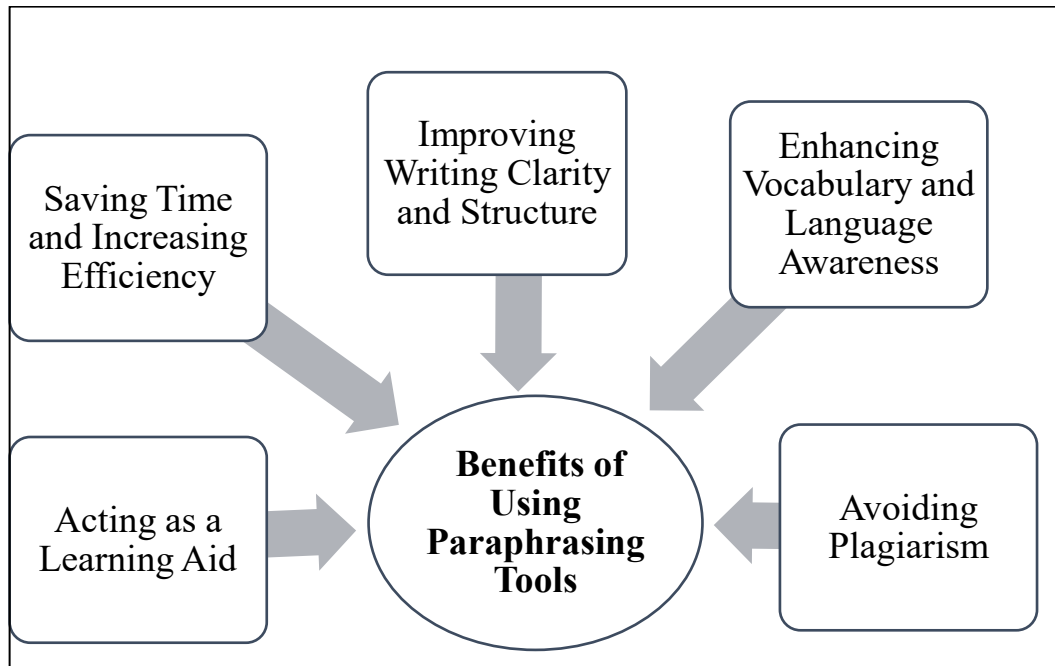 Saving Time
and Increasing
Efficiency
Improving
Writing Clarity
and Structure
Enhancing
Vocabulary and
Language
Awareness
Acting as a
Learning Aid
Benefits of
Using
Paraphrasing
Tools
Avoiding
Plagiarism